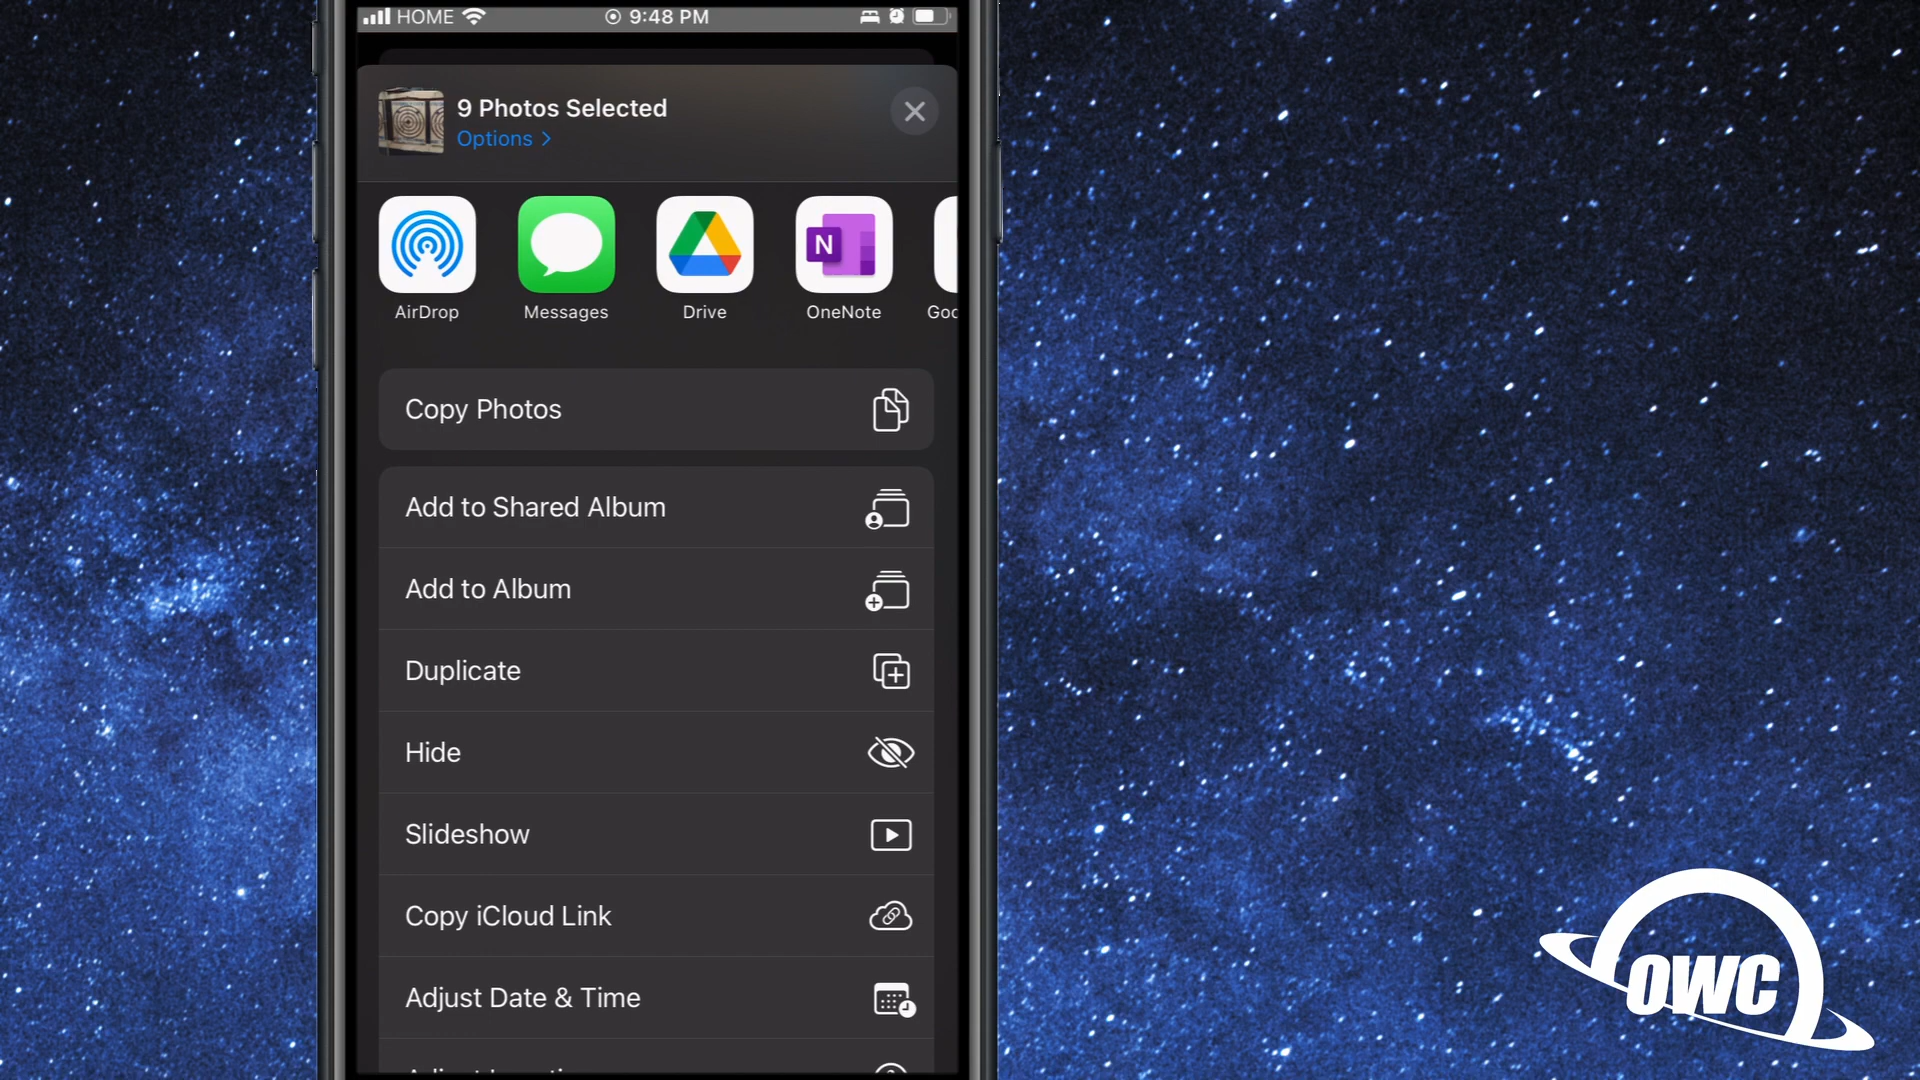 HOME 9:48 PM
9 Photos Selected
Options
AirDrop Messages Drive OneNote Goo
N
Copy Photos
Add to Shared Album
Add to Album
Duplicate
Hide
Slideshow
Copy iCloud Link
Adjust Date & Time
OWC